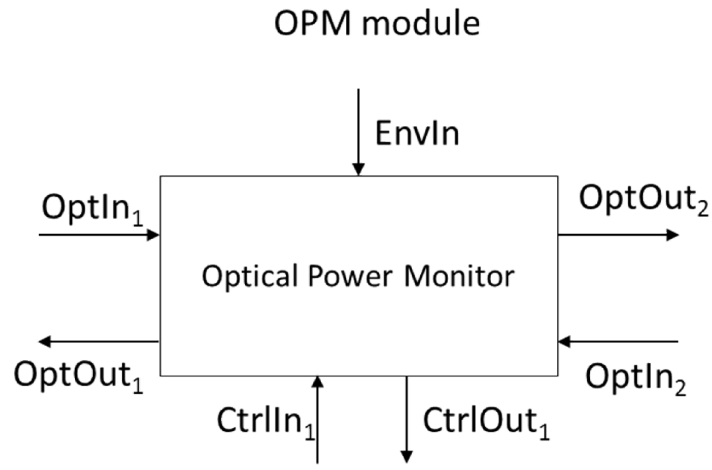 OPM module
EnvIn
OptIn₁
OptOut₂
Optical Power Monitor
OptOut₁
OptIn₂
CtrlIn₁
CtrlOut₁